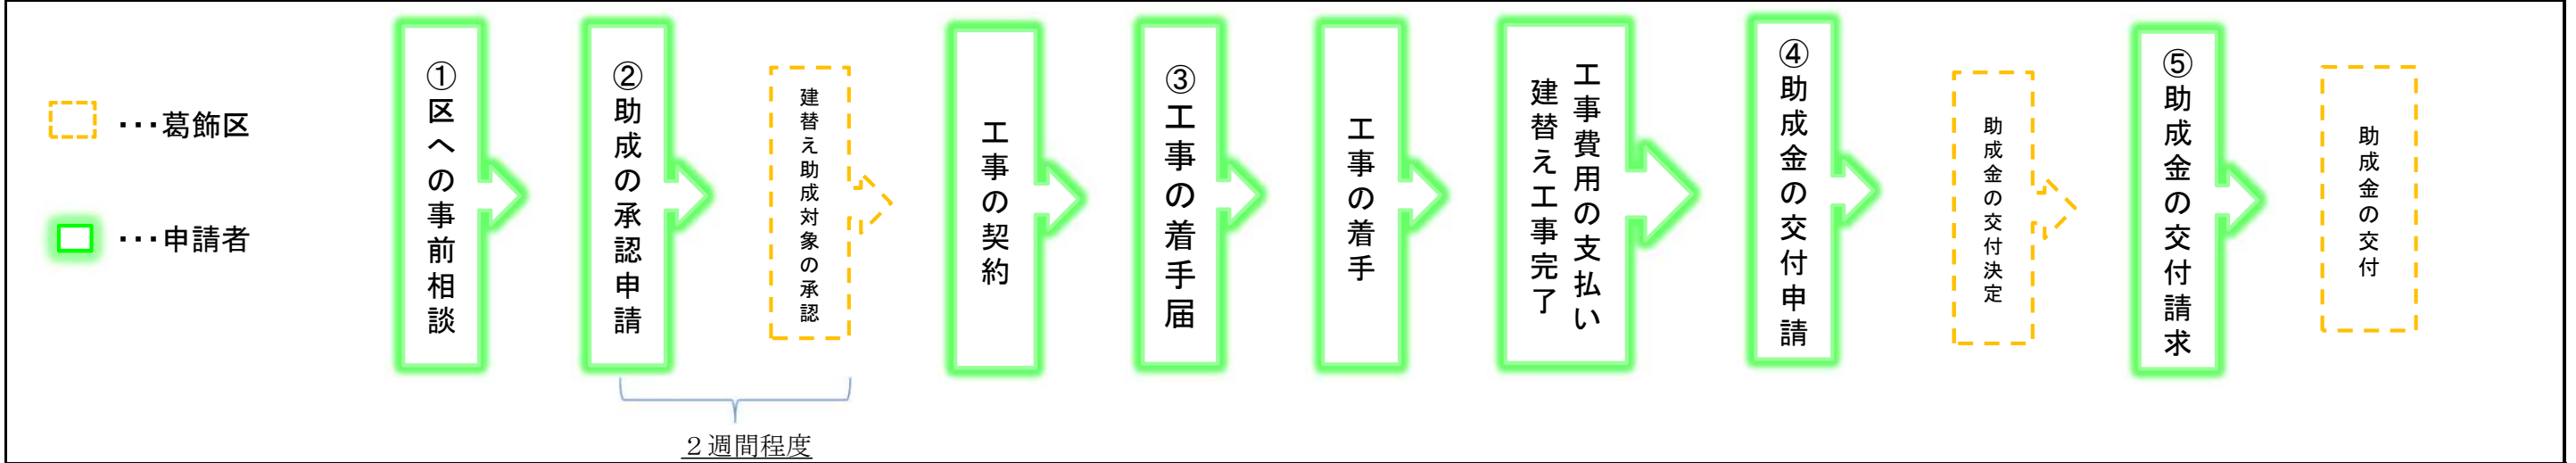 ・・・葛飾区
・・・申請者
①区への事前相談
②助成の承認申請
建替え助成対象の承認
２週間程度
工事の契約
③工事の着手届
工事の着手
工事費用の支払い
建替え工事完了
④助成金の交付申請
助成金の交付決定
⑤助成金の交付請求
助成金の交付